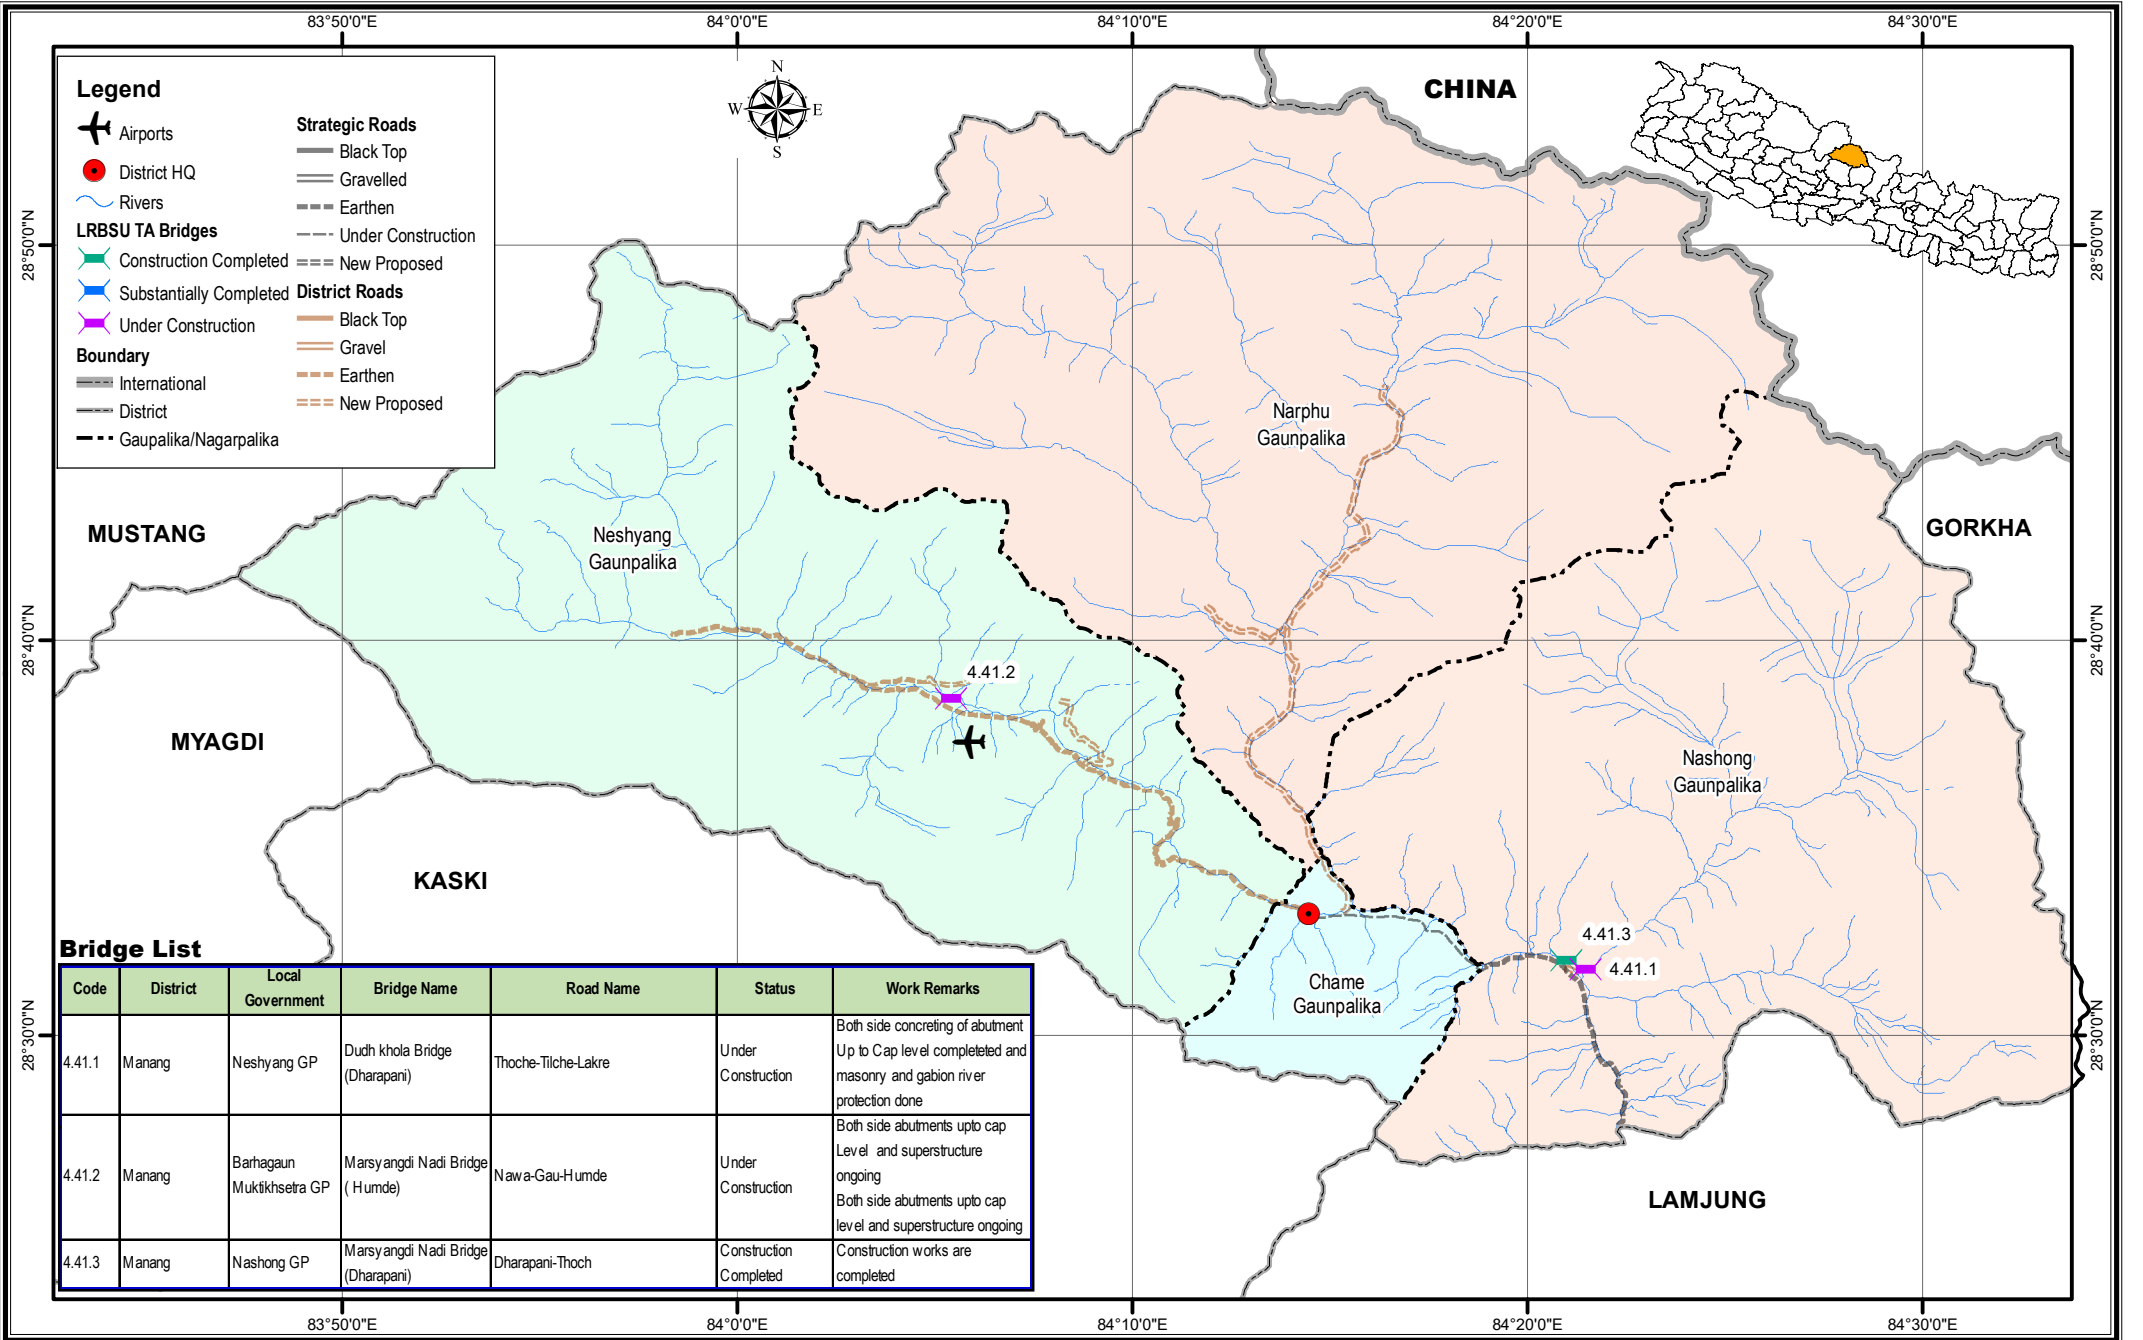 83°50'0"E
84°0'0"E
84°10'0"E
84°20'0"E
84°30'0"E
Legend
Airports
District HQ
Rivers
LRBSU TA Bridges
Construction Completed
Substantially Completed
Under Construction
Boundary
International
District
Gaupalika/Nagarpalika
Strategic Roads
Black Top
Gravelled
Earthen
Under Construction
New Proposed
District Roads
Black Top
Gravel
Earthen
New Proposed
N
W
E
S
CHINA
28°50'0"N
28°50'0"N
Narphu
Gaunpalika
MUSTANG
Neshyang
Gaunpalika
GORKHA
28°40'0"N
28°40'0"N
4.41.2
MYAGDI
Nashong
Gaunpalika
KASKI
4.41.3
4.41.1
Chame
Gaunpalika
28°30'0"N
28°30'0"N
LAMJUNG
Bridge List
Code
District
Local
Government
Bridge Name
Road Name
Status
Work Remarks
4.41.1
Manang
Neshyang GP
Dudh khola Bridge
(Dharapani)
Thoche-Tilche-Lakre
Under
Construction
Both side concreting of abutment
Up to Cap level completeted and
masonry and gabion river
protection done
4.41.2
Manang
Barhagaun
Muktikhsetra GP
Marsyangdi Nadi Bridge
( Humde)
Nawa-Gau-Humde
Under
Construction
Both side abutments upto cap
Level and superstructure
ongoing
Both side abutments upto cap
level and superstructure ongoing
4.41.3
Manang
Nashong GP
Marsyangdi Nadi Bridge
(Dharapani)
Dharapani-Thoch
Construction
Completed
Construction works are
completed
83°50'0"E
84°0'0"E
84°10'0"E
84°20'0"E
84°30'0"E